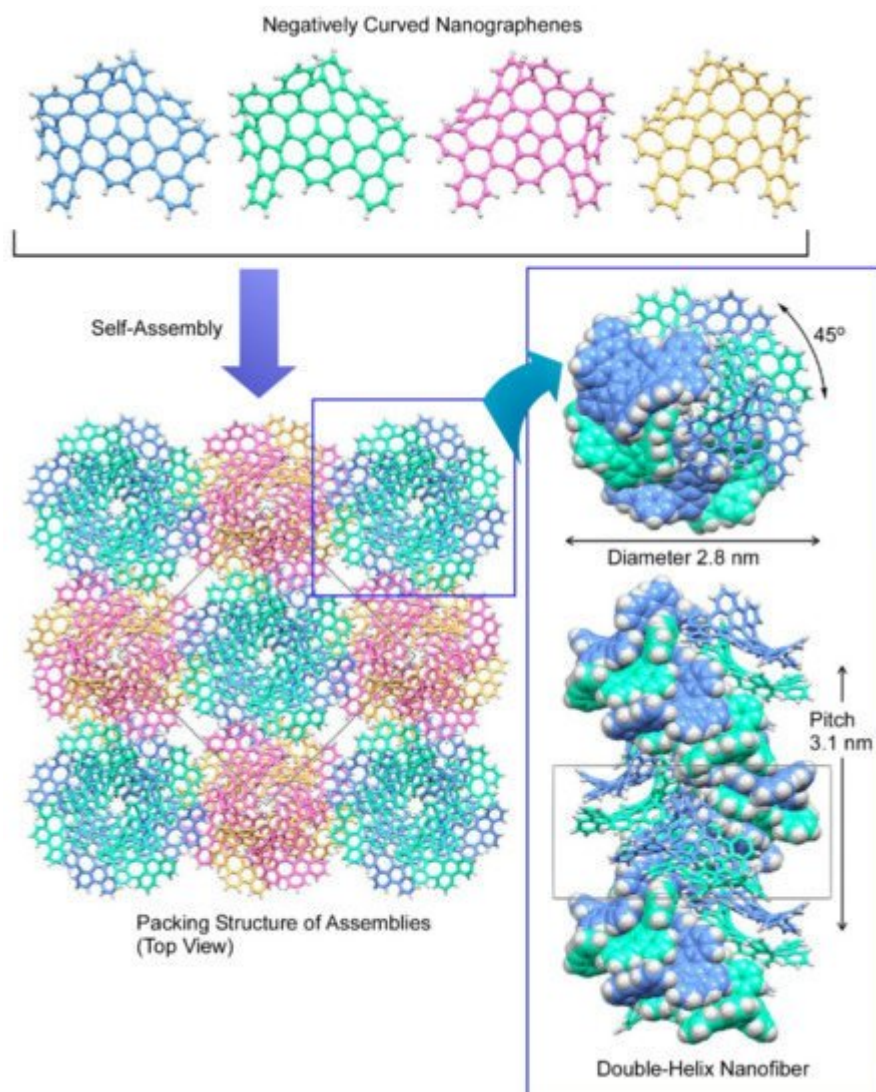 Negatively Curved Nanographenes
Self-Assembly
45º
Diameter 2.8 nm
Pitch
3.1 nm
Packing Structure of Assemblies
(Top View)
Double-Helix Nanofiber